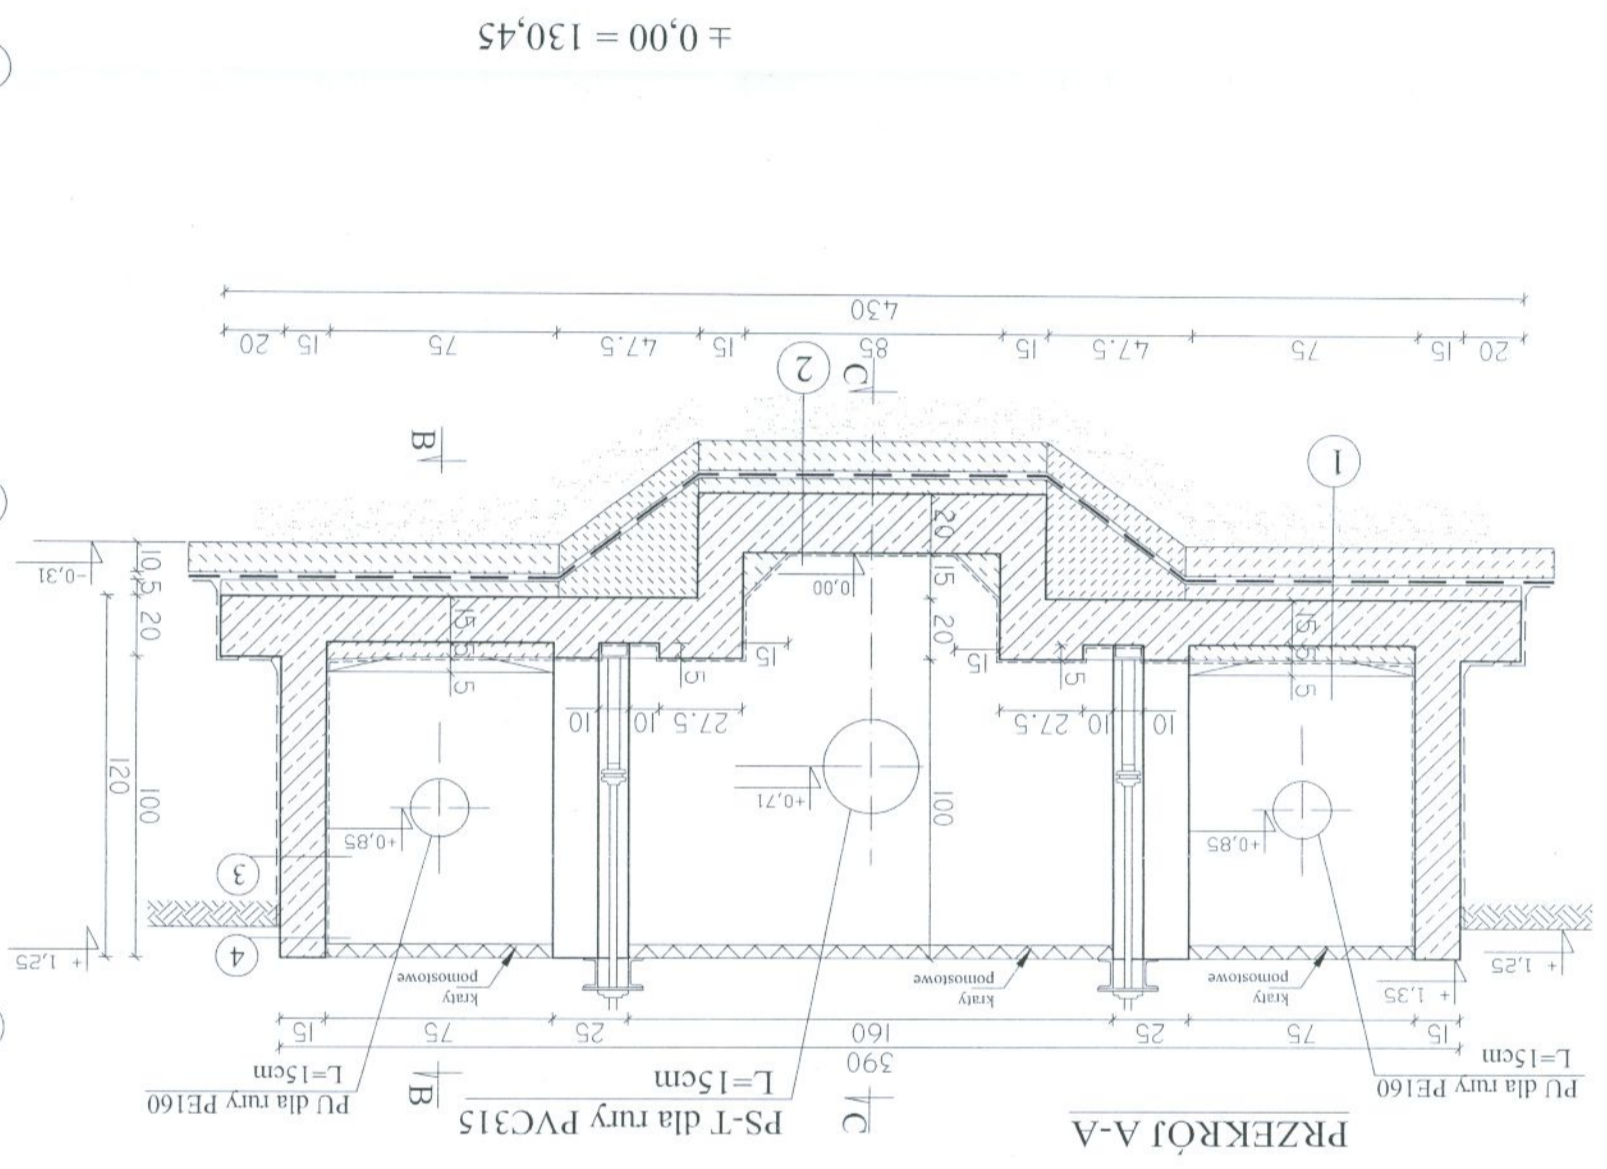 PRZEKRÓJ A-A
PU dla rury PE160
L=15cm
C
PS-T dla rury PVC315
L=15cm
B
PU dla rury PE160
L=15cm
390
15 75 25 160 25 75 15
+ 1,35
+ 1,25
kraty
pomostowe
kraty
pomostowe
kraty
pomostowe
+ 1,25
4
3
+0,85
+0,71
+0,85
100
100
120
10 10 27.5
27.5 10 10
5
5
15
15
5
5
5
15
5
15
20
15
20
0,00
20
5
10
-0,31
1
2
C
B
20 15 75 47.5 15 85 15 47.5 75 15 20
430
± 0,00 = 130,45